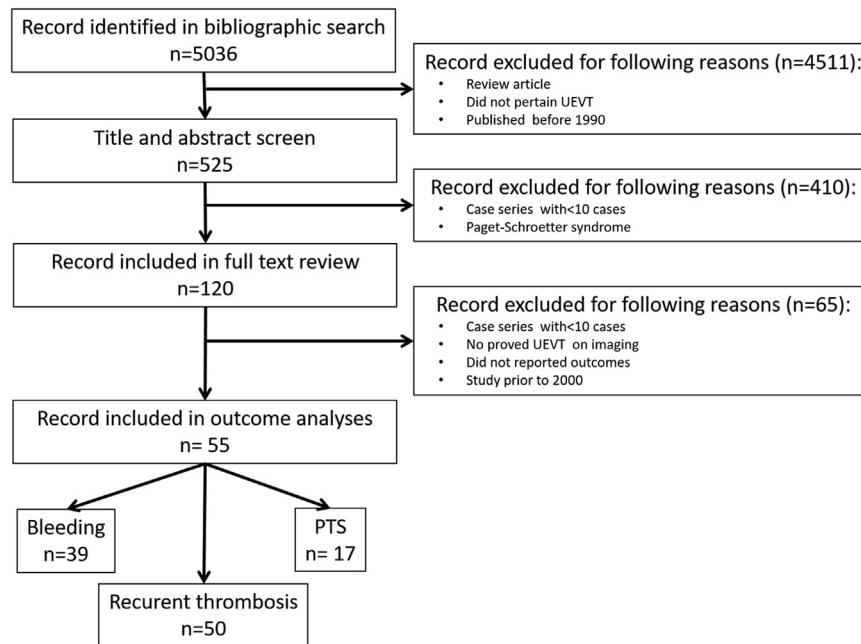 Record identified in bibliographic search
n=5036
Record excluded for following reasons (n=4511):
• Review article
• Did not pertain UEVT
• Published before 1990
Title and abstract screen
n=525
Record excluded for following reasons (n=410):
• Case series with<10 cases
• Paget-Schroetter syndrome
Record included in full text review
n=120
Record excluded for following reasons (n=65):
• Case series with<10 cases
• No proved UEVT on imaging
• Did not reported outcomes
• Study prior to 2000
Record included in outcome analyses
n= 55
Bleeding
n=39
PTS
n= 17
Recurent thrombosis
n=50